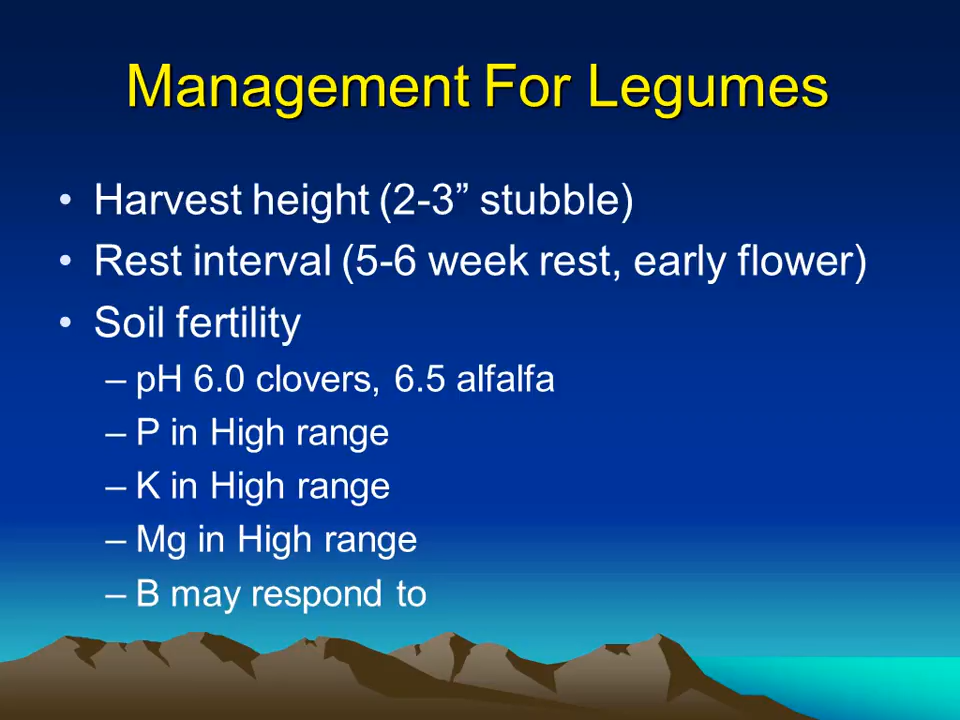 Management For Legumes
• Harvest height (2-3” stubble)
• Rest interval (5-6 week rest, early flower)
• Soil fertility
– pH 6.0 clovers, 6.5 alfalfa
– P in High range
– K in High range
– Mg in High range
– B may respond to